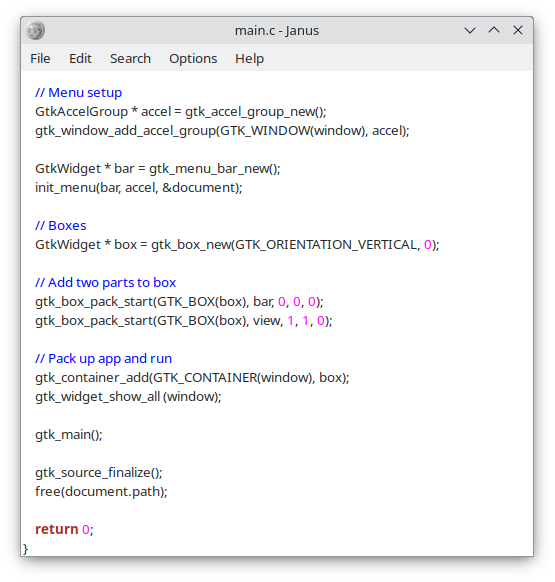 main.c - Janus
File Edit Search Options Help
// Menu setup
GtkAccelGroup * accel = gtk_accel_group_new();
gtk_window_add_accel_group(GTK_WINDOW(window), accel);
GtkWidget * bar = gtk_menu_bar_new();
init_menu(bar, accel, &document);
// Boxes
GtkWidget * box = gtk_box_new(GTK_ORIENTATION_VERTICAL, 0);
// Add two parts to box
gtk_box_pack_start(GTK_BOX(box), bar, 0, 0, 0);
gtk_box_pack_start(GTK_BOX(box), view, 1, 1, 0);
// Pack up app and run
gtk_container_add(GTK_CONTAINER(window), box);
gtk_widget_show_all (window);
gtk_main();
gtk_source_finalize();
free(document.path);
return 0;
}